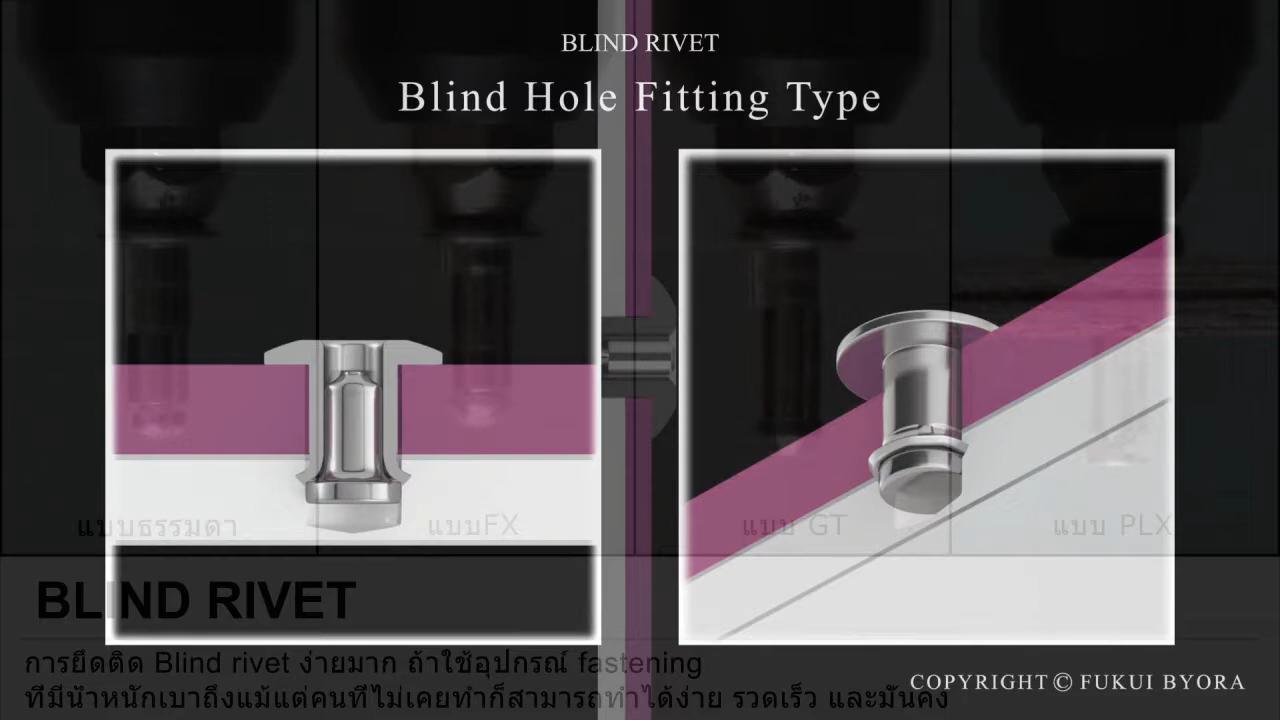 BLIND RIVET
Blind Hole Fitting Type
แบบธรรมดา
แบบFX
แบบ GT
แบบ PLX
BLIND RIVET
การยึดติด Blind rivet ง่ายมาก ถ้าใช้อุปกรณ์ fastening
ที่มีน้ำหนักเบาถึงแม้แต่คนที่ไม่เคยทำก็สามารถทำได้ง่าย รวดเร็ว และมั่นคง
COPYRIGHT © FUKUI BYORA